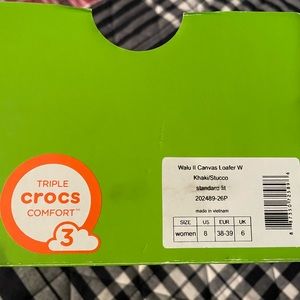 TRIPLE
crocs
COMFORT™
3
Walu II Canvas Loafer W
Khaki/Stucco
standard fit
202489-26P
made in vietnam
SIZE US EUR UK
women 8 38-39 6